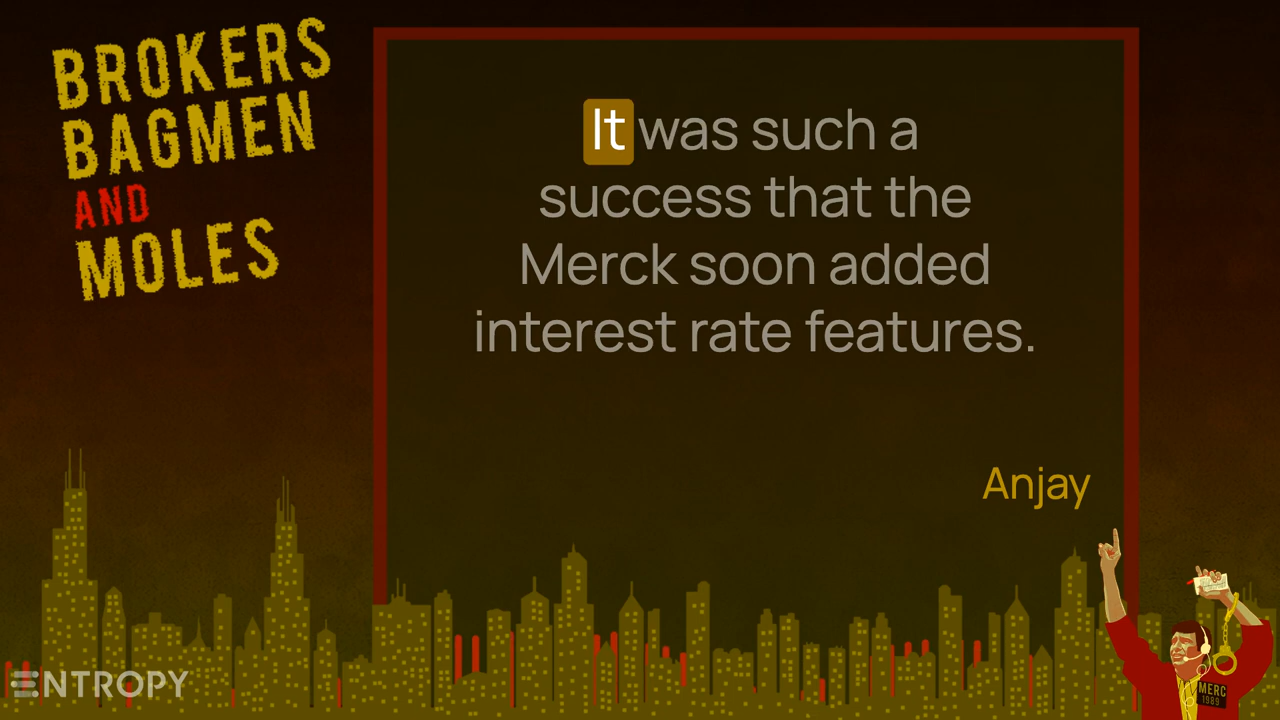 BROKERS
BAGMEN
AND
MOLES
It was such a
success that the
Merck soon added
interest rate features.
Anjay
ENTROPY
MERC
1989